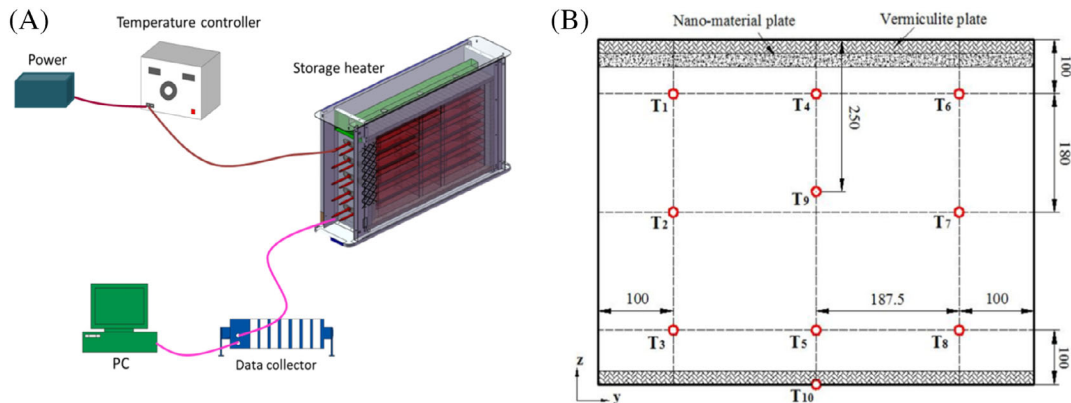 (A)
Temperature controller
Power
Storage heater
PC
Data collector
(B)
Nano-material plate
Vermiculite plate
100
T1
T4
T6
250
180
T9
T2
T7
100
187.5
100
T3
T5
T8
100
z
y
T10